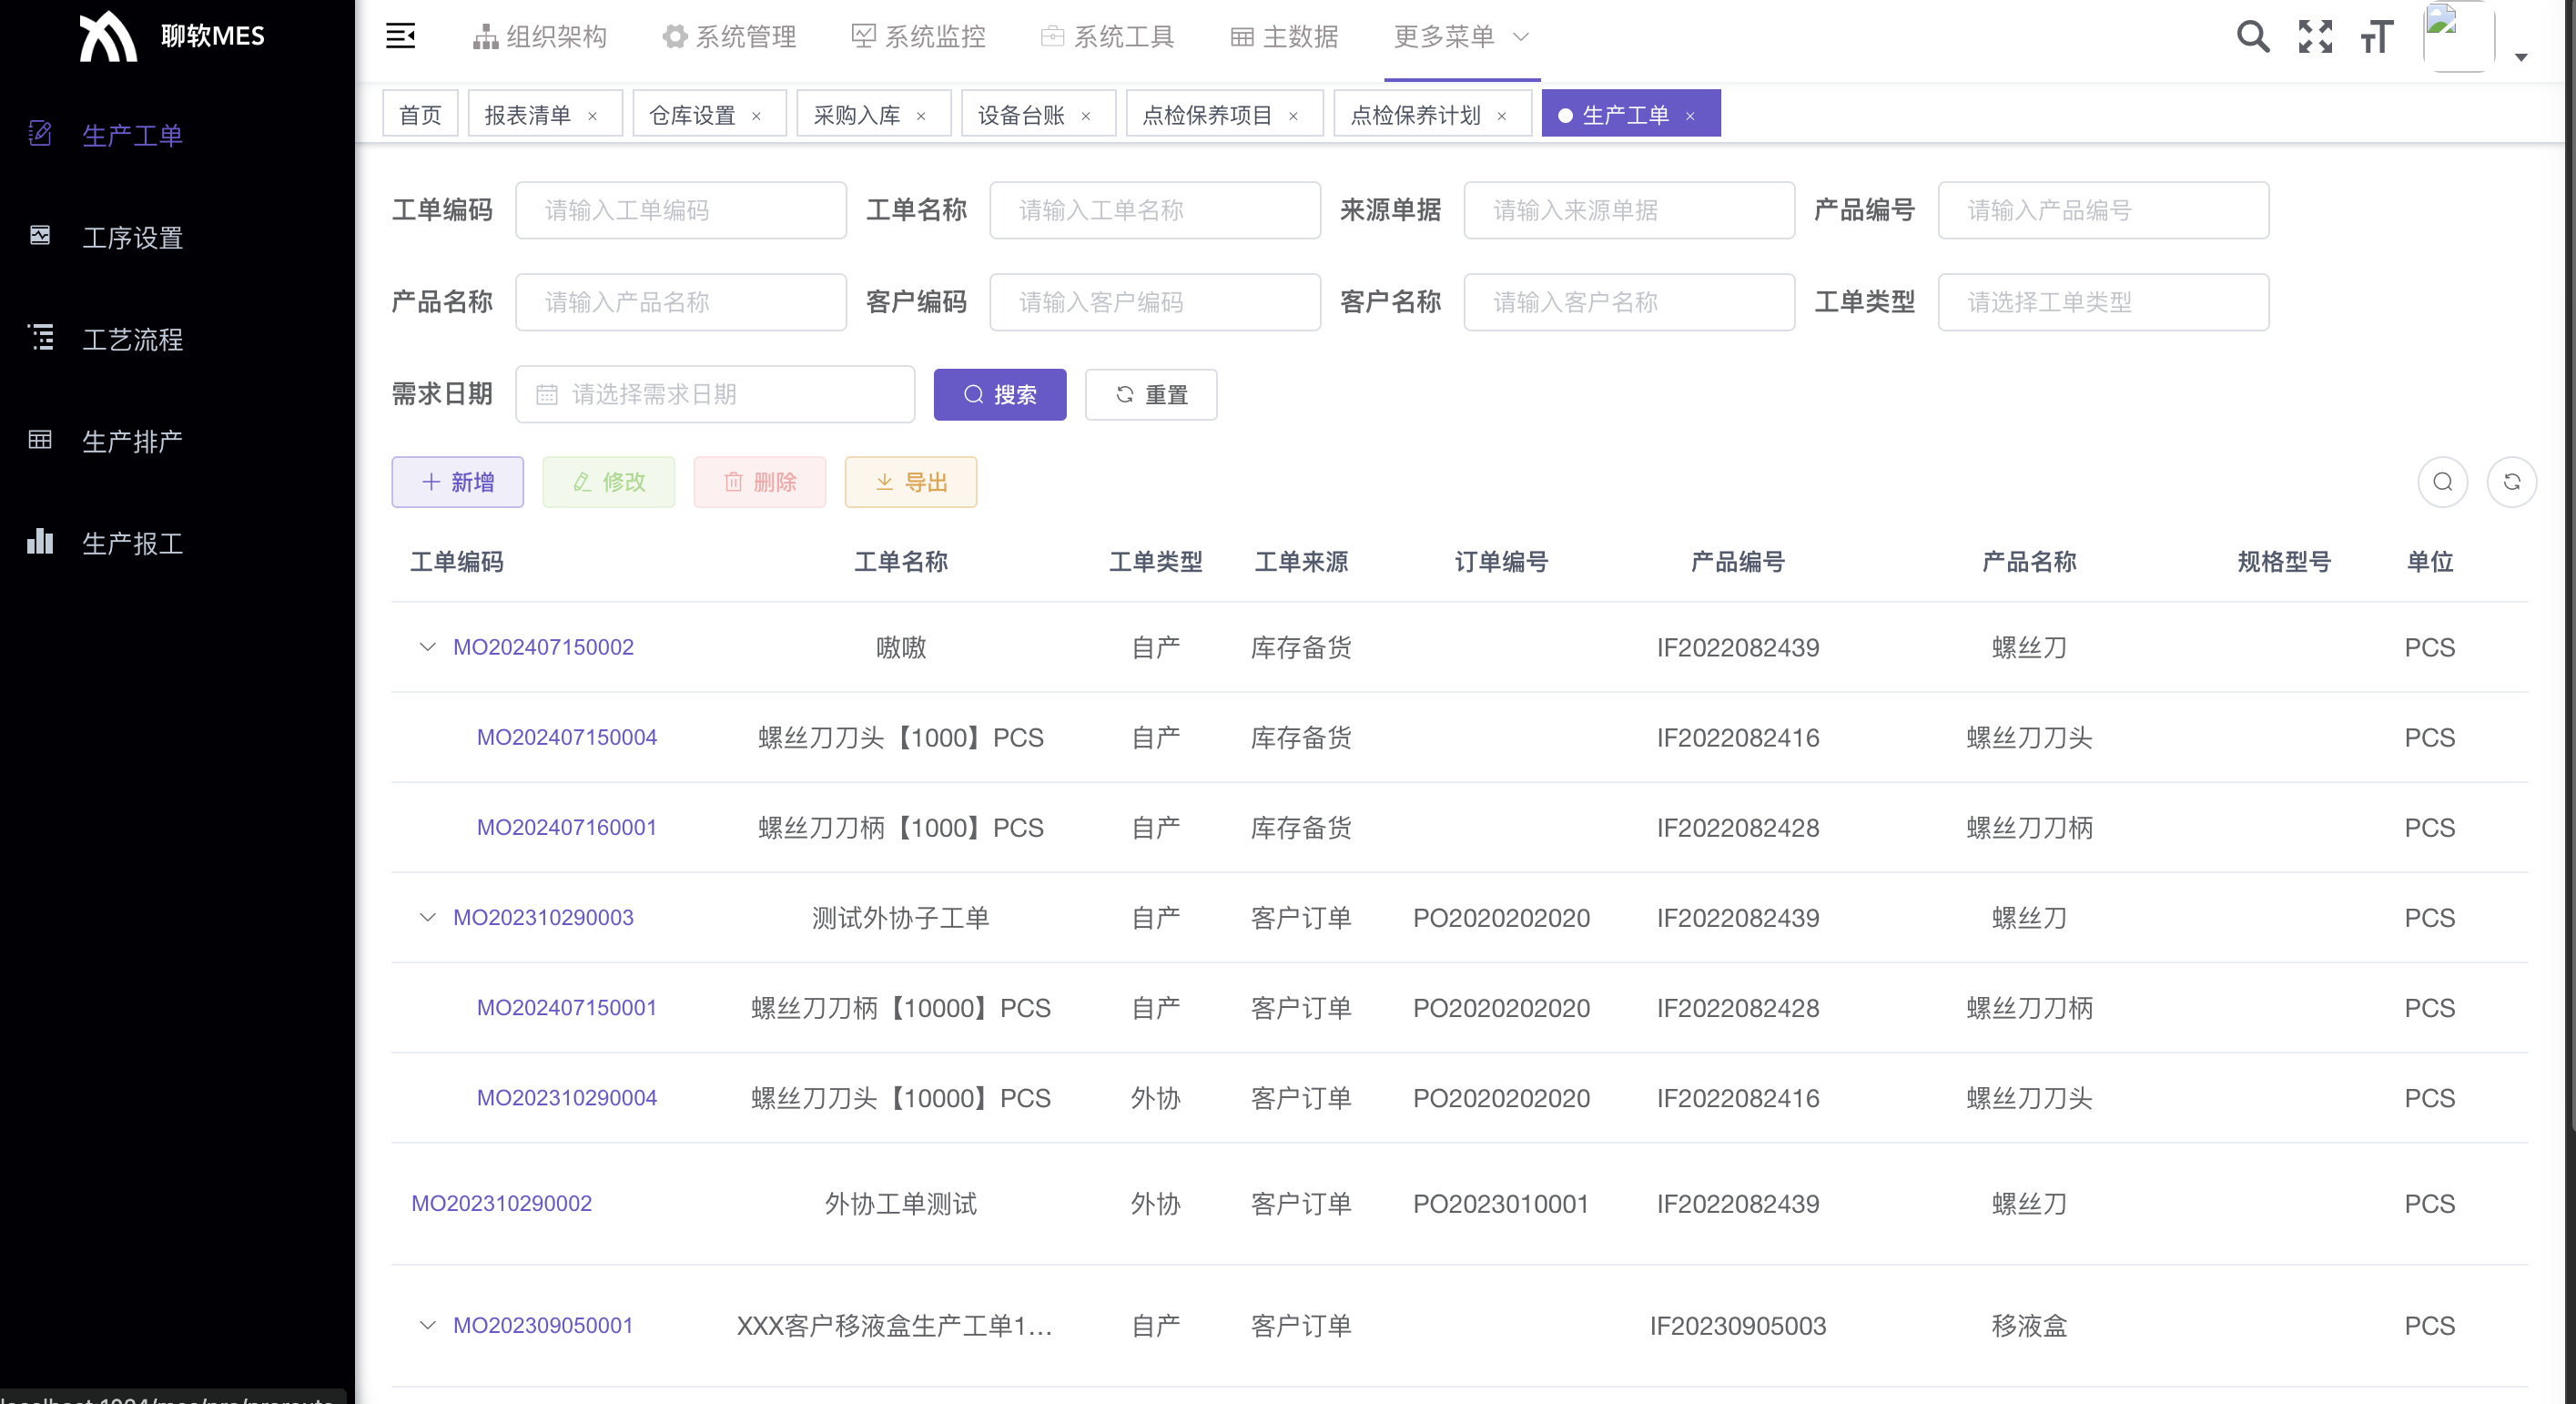 聊软MES
组织架构 系统管理 系统监控 系统工具 主数据 更多菜单
首页 报表清单 × 仓库设置 × 采购入库 × 设备台账 × 点检保养项目 × 点检保养计划 × 生产工单 ×
生产工单
工序设置
工艺流程
生产排产
生产报工
工单编码 请输入工单编码 工单名称 请输入工单名称 来源单据 请输入来源单据 产品编号 请输入产品编号
产品名称 请输入产品名称 客户编码 请输入客户编码 客户名称 请输入客户名称 工单类型 请选择工单类型
需求日期 请选择需求日期 搜索 重置
新增 修改 删除 导出
工单编码 工单名称 工单类型 工单来源 订单编号 产品编号 产品名称 规格型号 单位
MO202407150002 嗷嗷 自产 库存备货 IF2022082439 螺丝刀 PCS
MO202407150004 螺丝刀刀头【1000】PCS 自产 库存备货 IF2022082416 螺丝刀刀头 PCS
MO202407160001 螺丝刀刀柄【1000】PCS 自产 库存备货 IF2022082428 螺丝刀刀柄 PCS
MO202310290003 测试外协子工单 自产 客户订单 PO2020202020 IF2022082439 螺丝刀 PCS
MO202407150001 螺丝刀刀柄【10000】PCS 自产 客户订单 PO2020202020 IF2022082428 螺丝刀刀柄 PCS
MO202310290004 螺丝刀刀头【10000】PCS 外协 客户订单 PO2020202020 IF2022082416 螺丝刀刀头 PCS
MO202310290002 外协工单测试 外协 客户订单 PO2023010001 IF2022082439 螺丝刀 PCS
MO202309050001 XXX客户移液盒生产工单1... 自产 客户订单 IF20230905003 移液盒 PCS